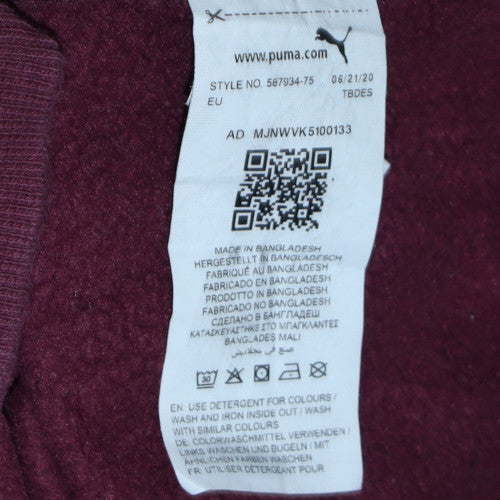 www.puma.com
STYLE NO. 587934-75 06/21/20
EU TBDES
AD MJNWVK5100133
MADE IN BANGLADESH
HERGESTELLT IN BANGLADESCH
FABRIQUÉ AU BANGLADESH
FABRICADO EN BANGLADESH
PRODOTTO IN BANGLADESH
FABRICADO NO BANGLADESH
СДЕЛАНО В БАНГЛАДЕШ
ΚΑΤΑΣΚΕΥΑΣΤΗΚΕ ΣΤΟ ΜΠΑΓΚΛΑΝΤΕΣ
BANGLADES MALI
صنع في بنجلاديش
30
EN: USE DETERGENT FOR COLOURS /
WASH AND IRON INSIDE OUT / WASH
WITH SIMILAR COLOURS
DE: COLORWASCHMITTEL VERWENDEN /
LINKS WASCHEN UND BÜGELN / MIT
ÄHNLICHEN FARBEN WASCHEN
FR: UTILISER DÉTERGENT POUR